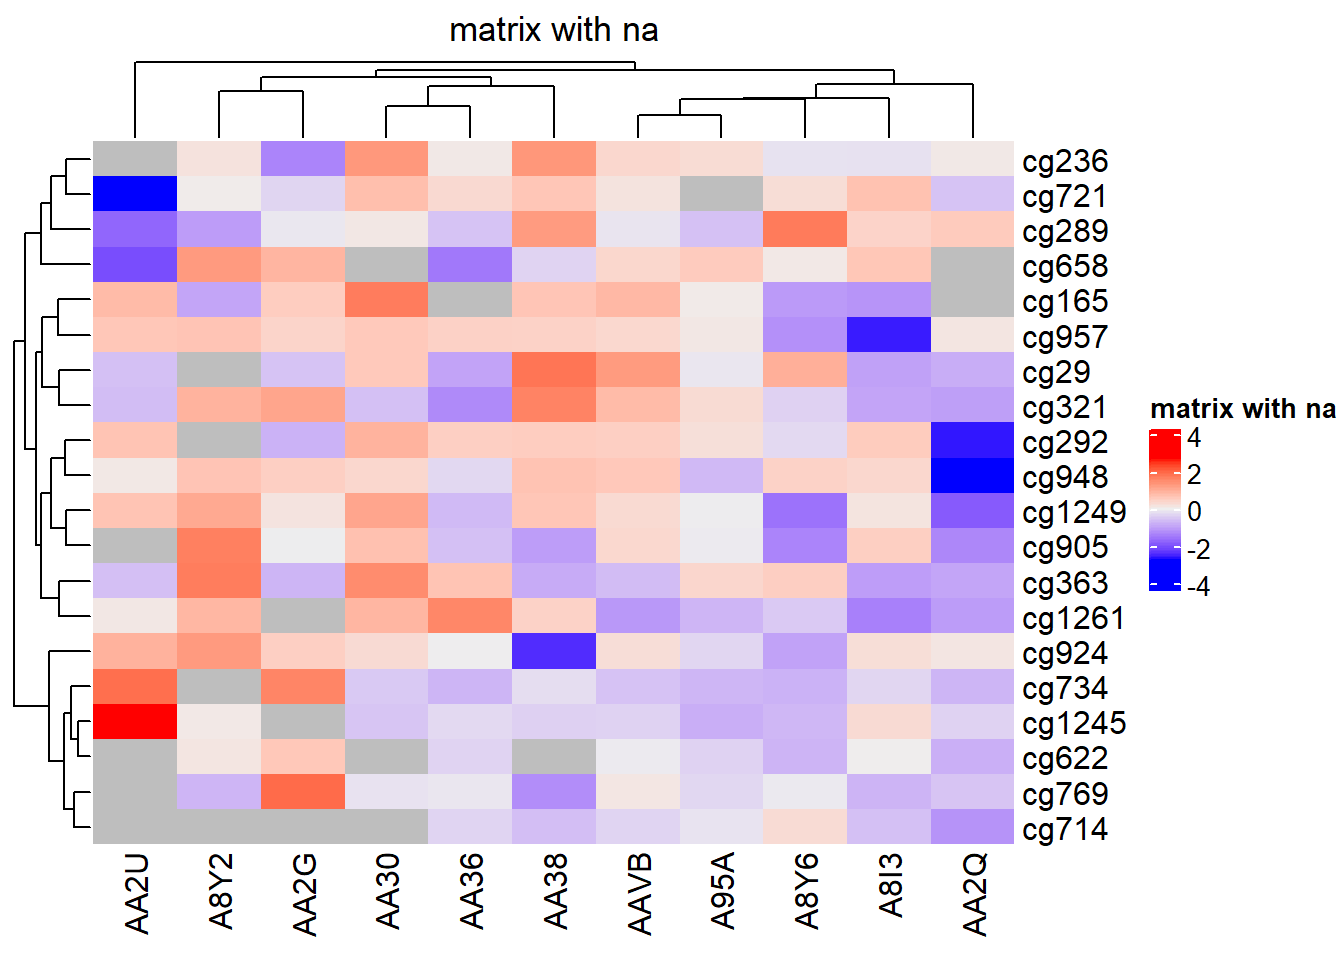 matrix with na
cg236
cg721
cg289
cg658
cg165
cg957
cg29
cg321
cg292
cg948
cg1249
cg905
cg363
cg1261
cg924
cg734
cg1245
cg622
cg769
cg714
AA2U
A8Y2
AA2G
AA30
AA36
AA38
AAVB
A95A
A8Y6
A8I3
AA2Q
matrix with na
4
2
0
-2
-4